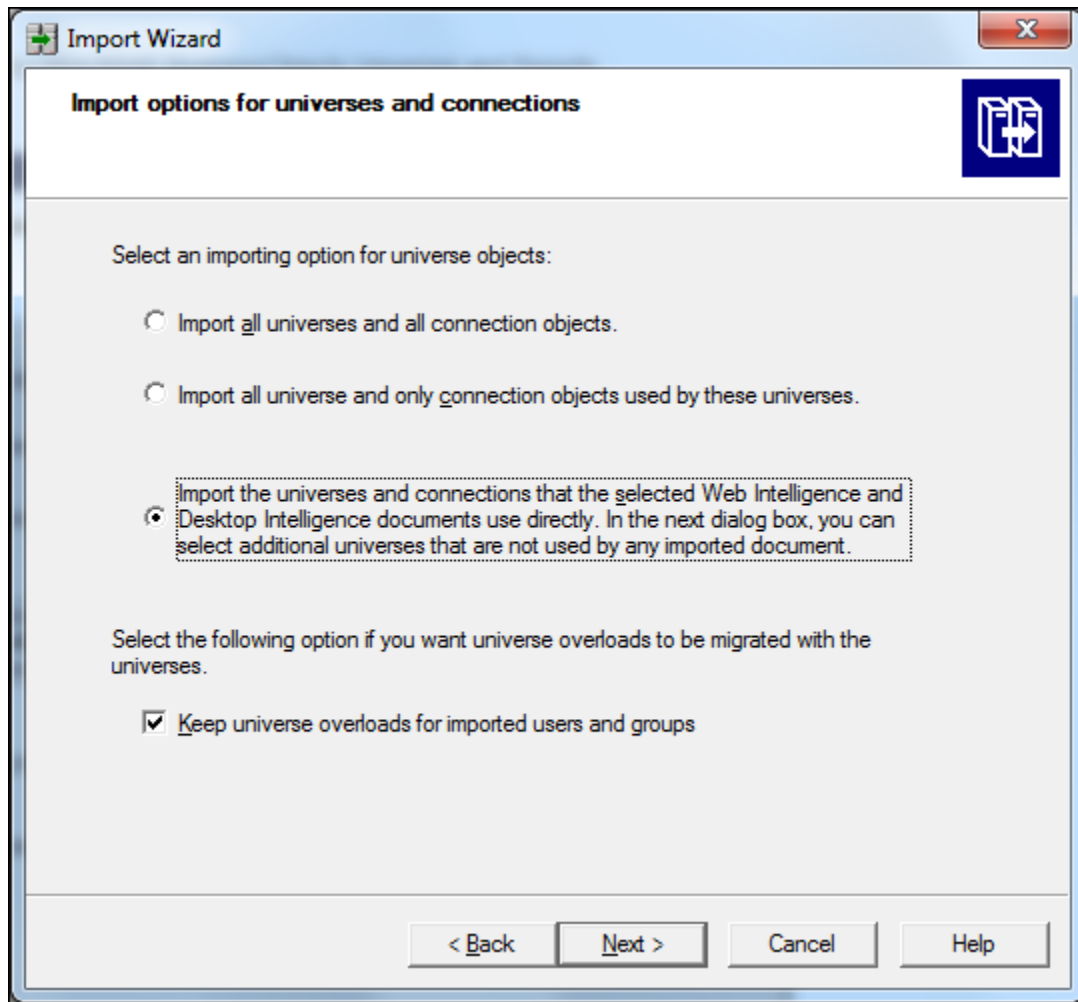 Import Wizard
Import options for universes and connections
Select an importing option for universe objects:
Import all universes and all connection objects.
Import all universe and only connection objects used by these universes.
Import the universes and connections that the selected Web Intelligence and
Desktop Intelligence documents use directly. In the next dialog box, you can
select additional universes that are not used by any imported document.
Select the following option if you want universe overloads to be migrated with the
universes.
Keep universe overloads for imported users and groups
< Back Next > Cancel Help